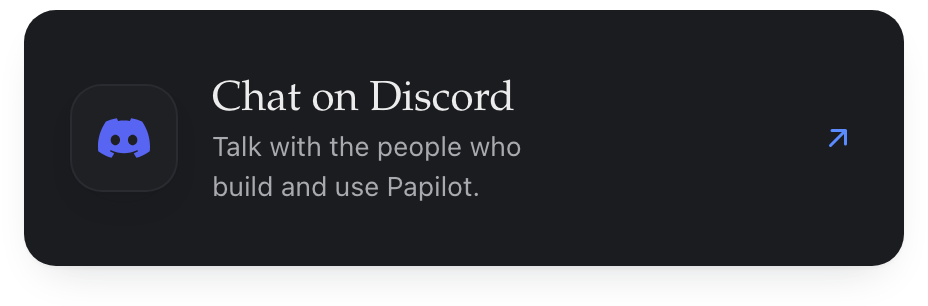 Chat on Discord
Talk with the people who
build and use Papilot.